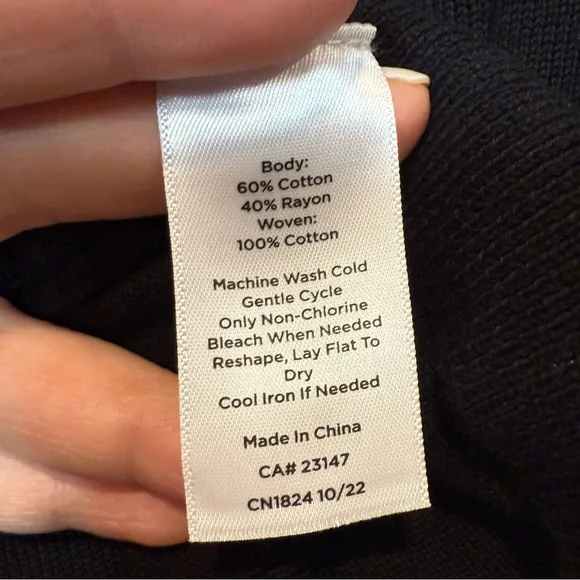 Body:
60% Cotton
40% Rayon
Woven:
100% Cotton
Machine Wash Cold
Gentle Cycle
Only Non-Chlorine
Bleach When Needed
Reshape, Lay Flat To
Dry
Cool Iron If Needed
Made In China
CA# 23147
CN1824 10/22